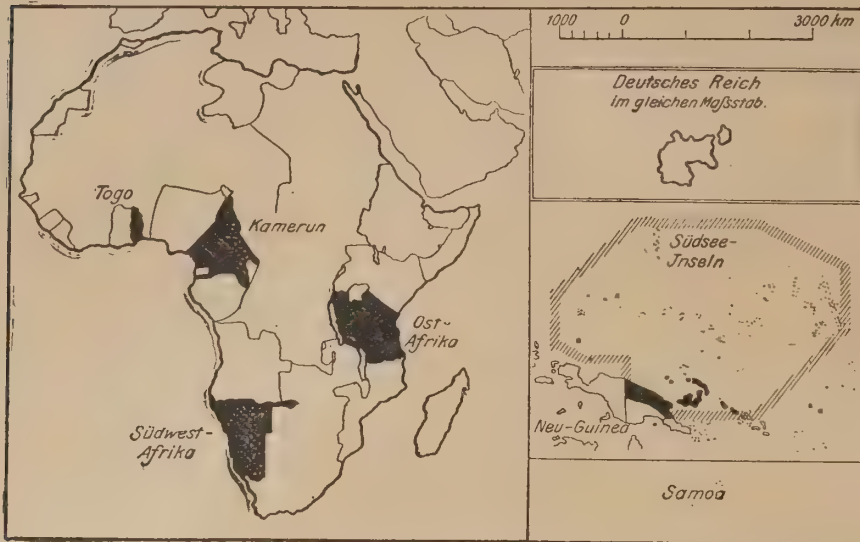 Togo
Kamerun
Ost-
Afrika
Südwest-
Afrika
1000 0 3000 km
Deutsches Reich
im gleichen Maßstab.
Südsee-
Jnseln
Neu-Guinea
Samoa